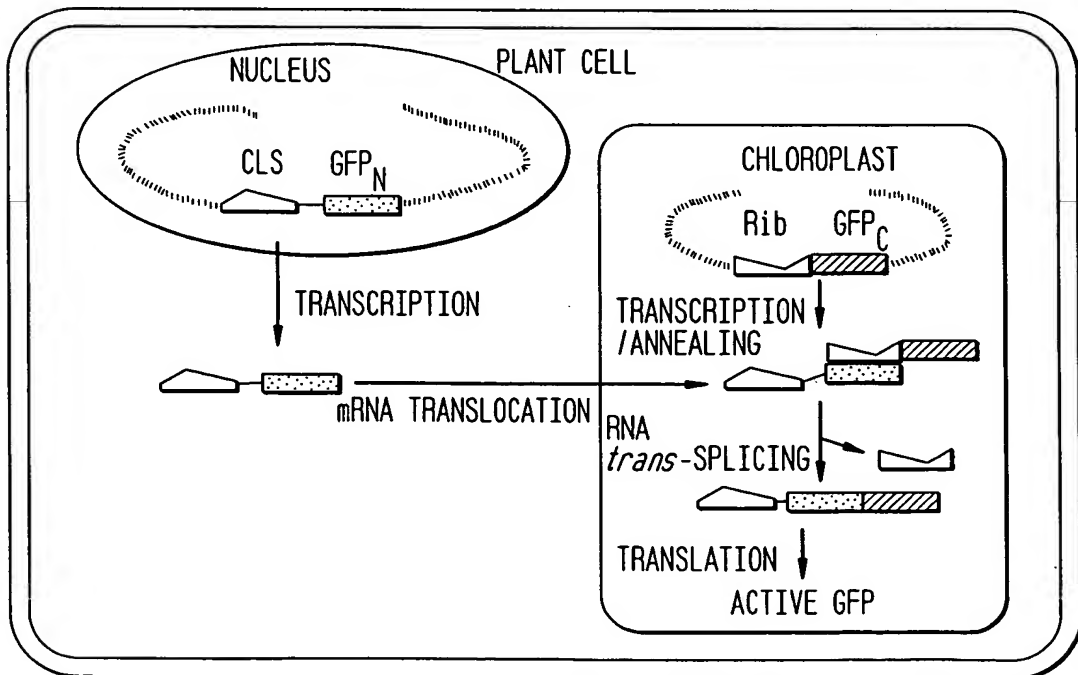 PLANT CELL
NUCLEUS
CLS GFPN
TRANSCRIPTION
mRNA TRANSLOCATION
CHLOROPLAST
Rib GFPC
TRANSCRIPTION
/ANNEALING
RNA
trans-SPLICING
TRANSLATION
ACTIVE GFP